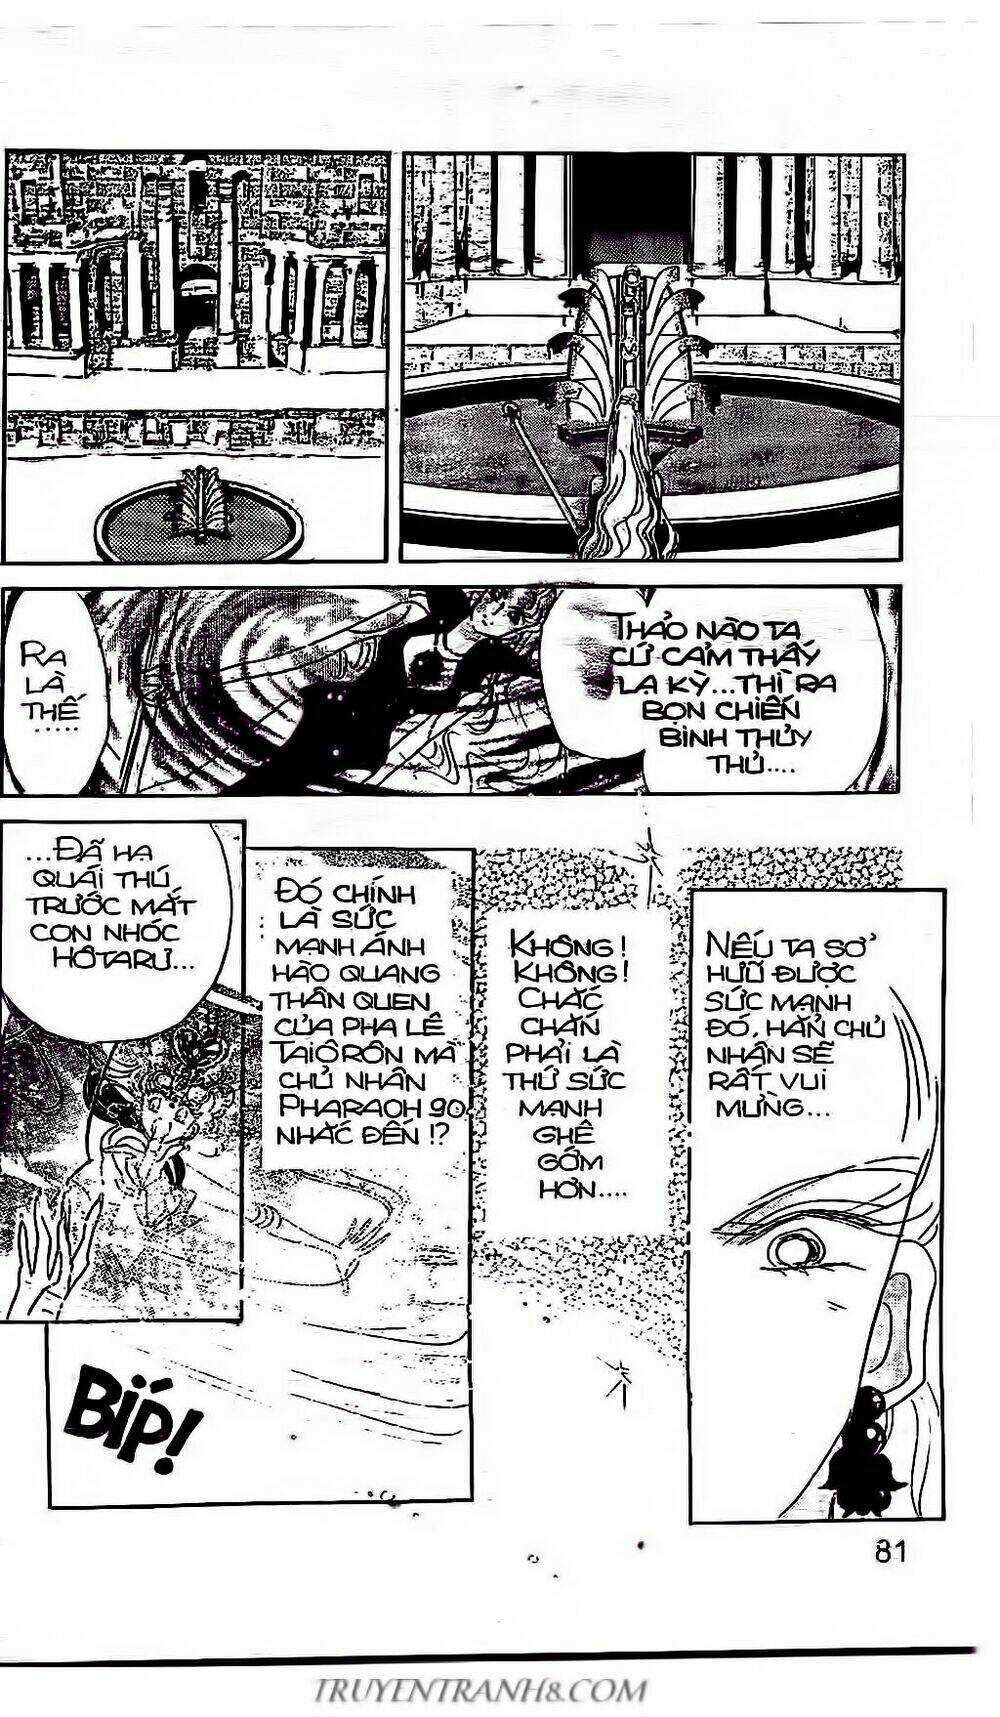 THẢO NÀO TA
CỨ CẢM THẤY
LẠ KỲ...THÌ RA
BỌN CHIẾN
BINH THỦY
THỦ....
RA
LÀ
THẾ
.....
...ĐÃ HẠ
QUÁI THÚ
TRƯỚC MẮT
CON NHÓC
HÔTARƯ...
ĐÓ CHÍNH
LÀ SỨC
MẠNH ÁNH
HÀO QUANG
THÂN QUEN
CỦA PHA LÊ
TAIÔRÔN MÀ
CHỦ NHÂN
PHARAOH 90
NHẮC ĐẾN !?
KHÔNG !
KHÔNG !
CHẮC
CHẮN
PHẢI LÀ
THỨ SỨC
MẠNH
GHÊ
GỚM
HƠN....
NẾU TA SỞ
HỮU ĐƯỢC
SỨC MẠNH
ĐÓ, HẲN CHỦ
NHÂN SẼ
RẤT VUI
MỪNG...
BÍP!
81
TRUYENTRANH8.COM